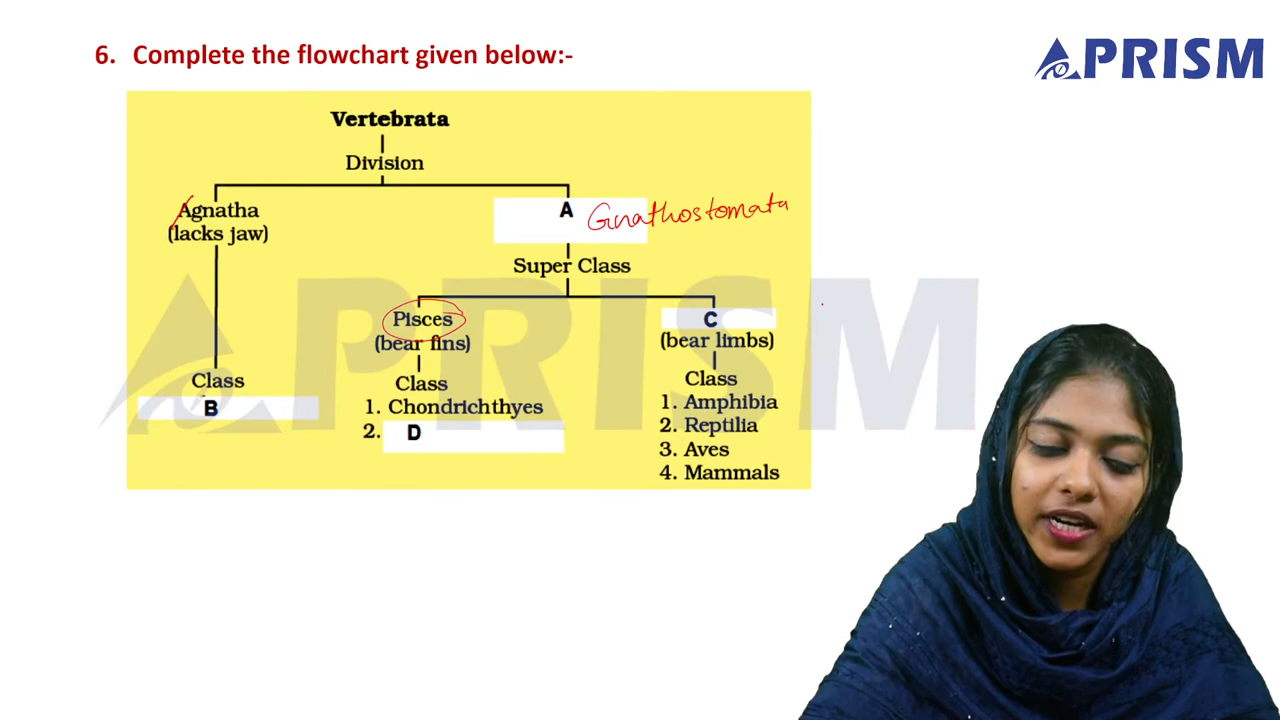 6. Complete the flowchart given below:-
PRISM
Vertebrata
Division
Agnatha
(lacks jaw)
A Gnathostomata
Super Class
Pisces
(bear fins)
C
(bear limbs)
Class
B
Class
1. Chondrichthyes
2. D
Class
1. Amphibia
2. Reptilia
3. Aves
4. Mammals
PRISM